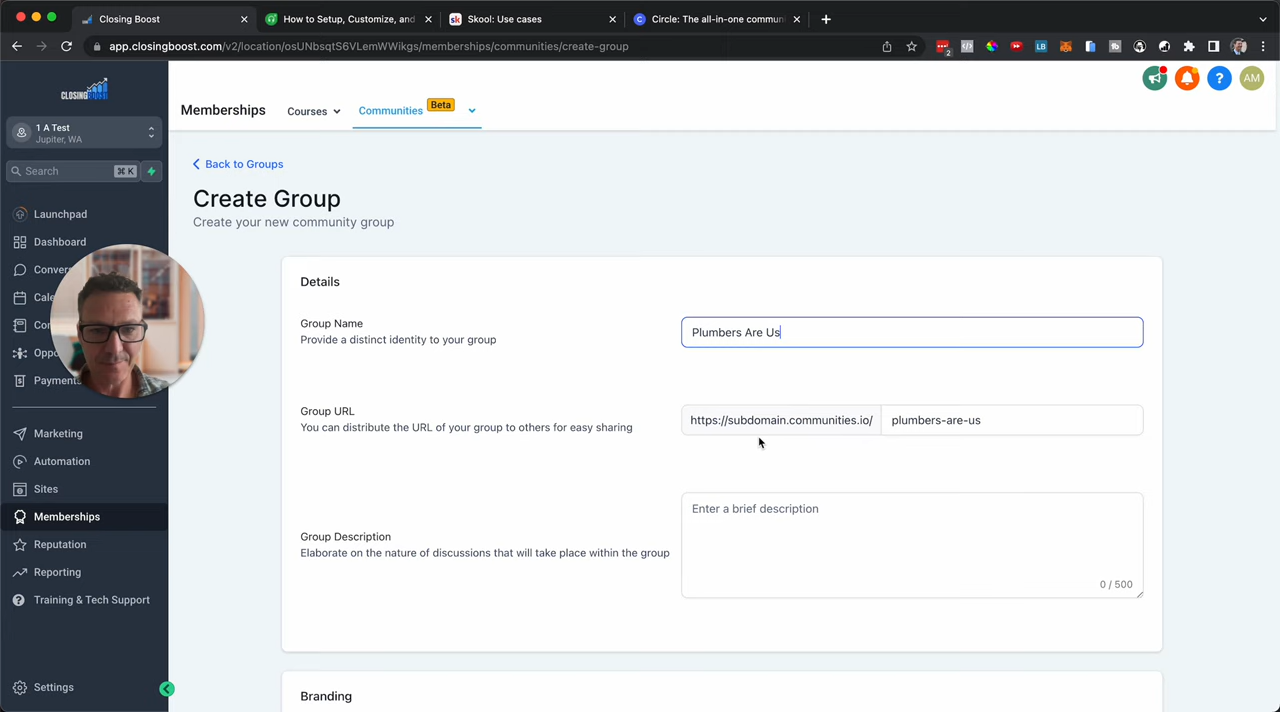 Closing Boost
How to Setup, Customize, and
Skool: Use cases
Circle: The all-in-one communi
app.closingboost.com/v2/location/osUNbsqtS6VLemWWikgs/memberships/communities/create-group
2
LB
CLOSINGBOOST
1 A Test
Jupiter, WA
Search
⌘ K
Launchpad
Dashboard
Conver
Cale
Con
Oppo
Payments
Marketing
Automation
Sites
Memberships
Reputation
Reporting
Training & Tech Support
Settings
Memberships
Courses
Communities
Beta
AM
Back to Groups
Create Group
Create your new community group
Details
Group Name
Provide a distinct identity to your group
Plumbers Are Us
Group URL
You can distribute the URL of your group to others for easy sharing
https://subdomain.communities.io/
plumbers-are-us
Group Description
Elaborate on the nature of discussions that will take place within the group
Enter a brief description
0 / 500
Branding